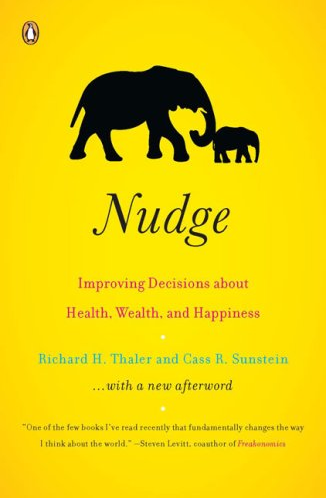 Nudge
Improving Decisions about
Health, Wealth, and Happiness
Richard H. Thaler and Cass R. Sunstein
...with a new afterword
"One of the few books I've read recently that fundamentally changes the way
I think about the world." —Steven Levitt, coauthor of Freakonomics